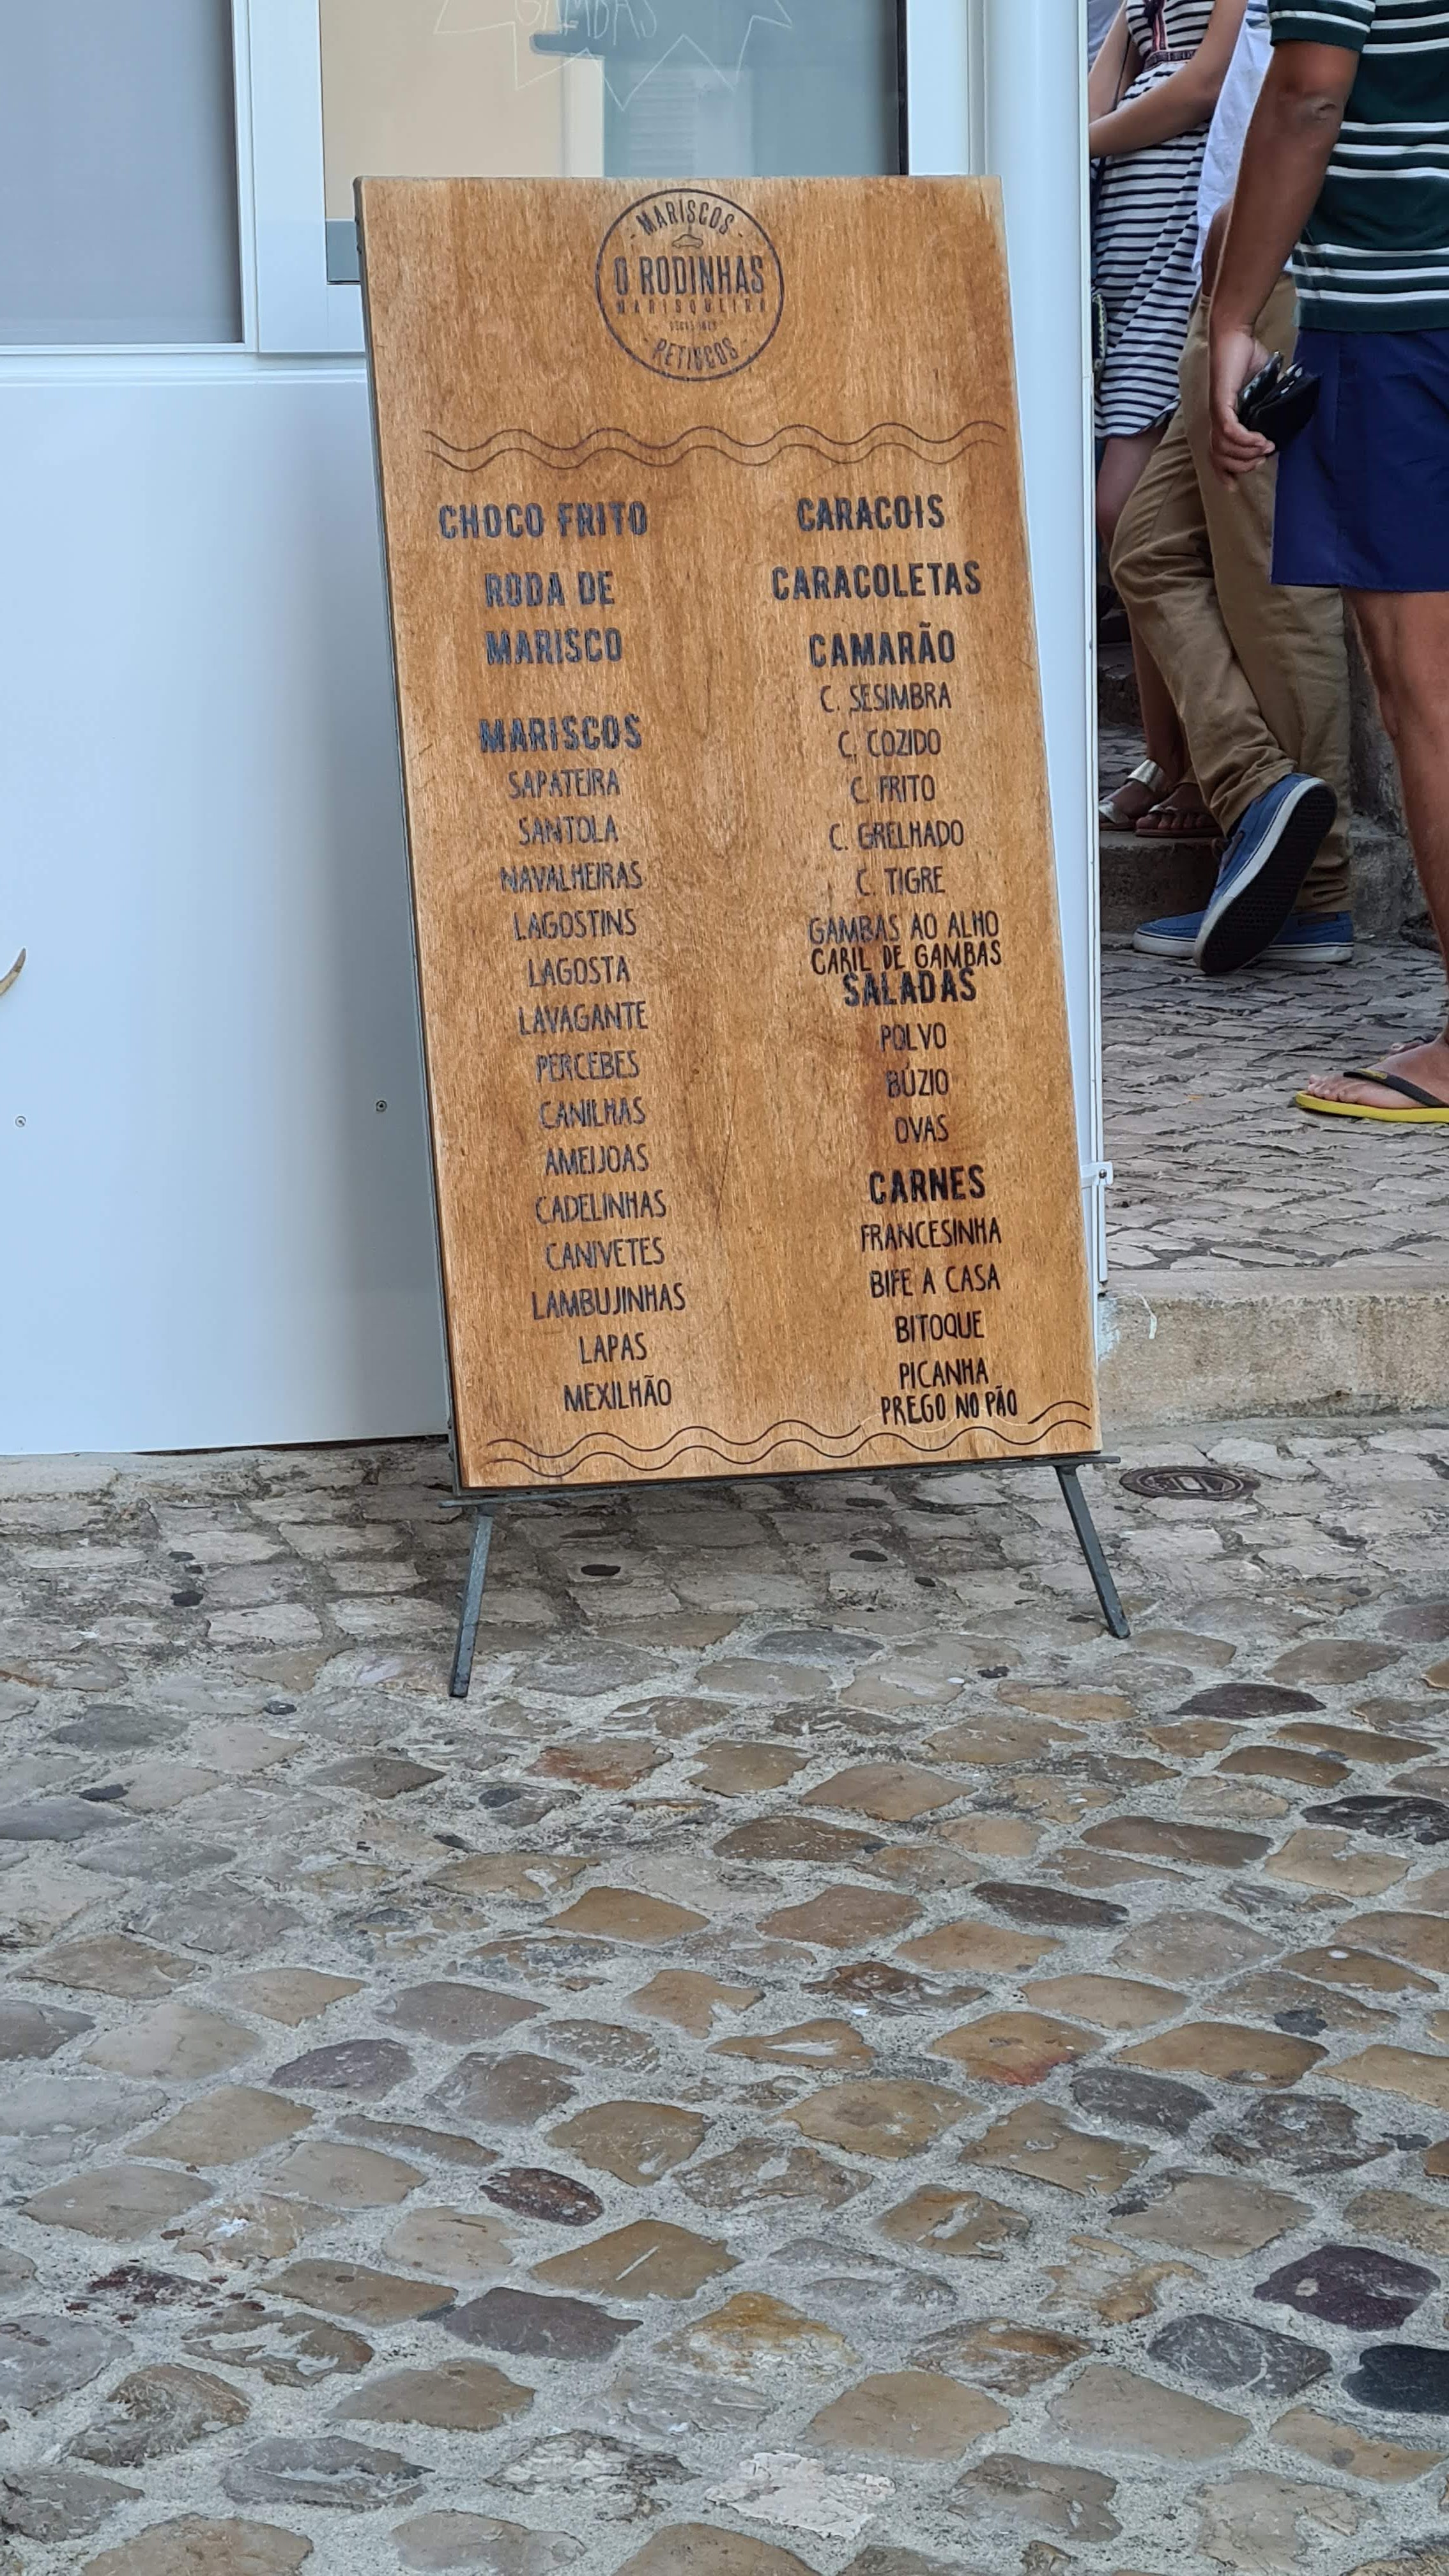 GAMBAS
MARISCOS
O RODINHAS
MARISQUEIRA
PETISCOS
CHOCO FRITO
RODA DE
MARISCO
MARISCOS
SAPATEIRA
SANTOLA
NAVALHEIRAS
LAGOSTINS
LAGOSTA
LAVAGANTE
PERCEBES
CANILHAS
AMEIJOAS
CADELINHAS
CANIVETES
LAMBUJINHAS
LAPAS
MEXILHÃO
CARACOIS
CARACOLETAS
CAMARÃO
C. SESIMBRA
C. COZIDO
C. FRITO
C. GRELHADO
C. TIGRE
GAMBAS AO ALHO
CARIL DE GAMBAS
SALADAS
POLVO
BÚZIO
OVAS
CARNES
FRANCESINHA
BIFE A CASA
BITOQUE
PICANHA
PREGO NO PÃO